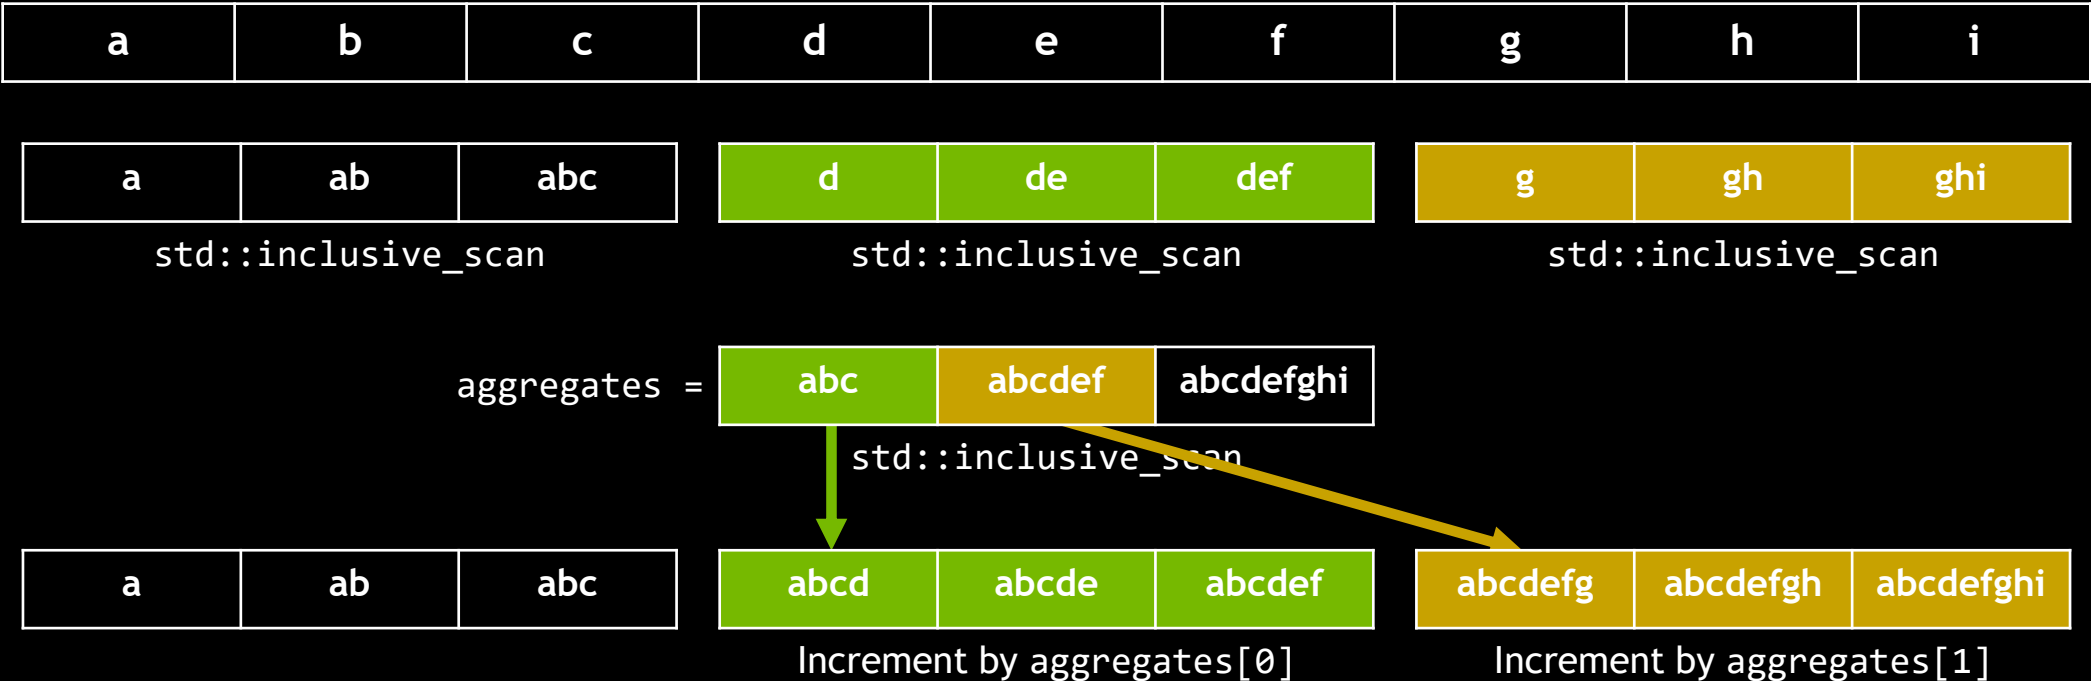 a b c d e f g h i
a ab abc d de def g gh ghi
std::inclusive_scan std::inclusive_scan std::inclusive_scan
aggregates = abc abcdef abcdefghi
std::inclusive_scan
a ab abc abcd abcde abcdef abcdefg abcdefgh abcdefghi
Increment by aggregates[0] Increment by aggregates[1]